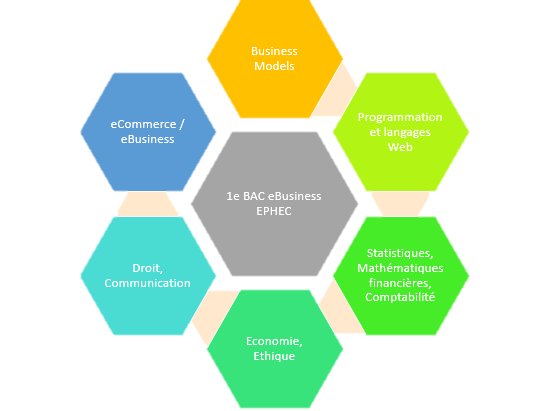 Business
Models
eCommerce /
eBusiness
Programmation
et langages
Web
1e BAC eBusiness
EPHEC
Droit,
Communication
Statistiques,
Mathématiques
financières,
Comptabilité
Economie,
Ethique